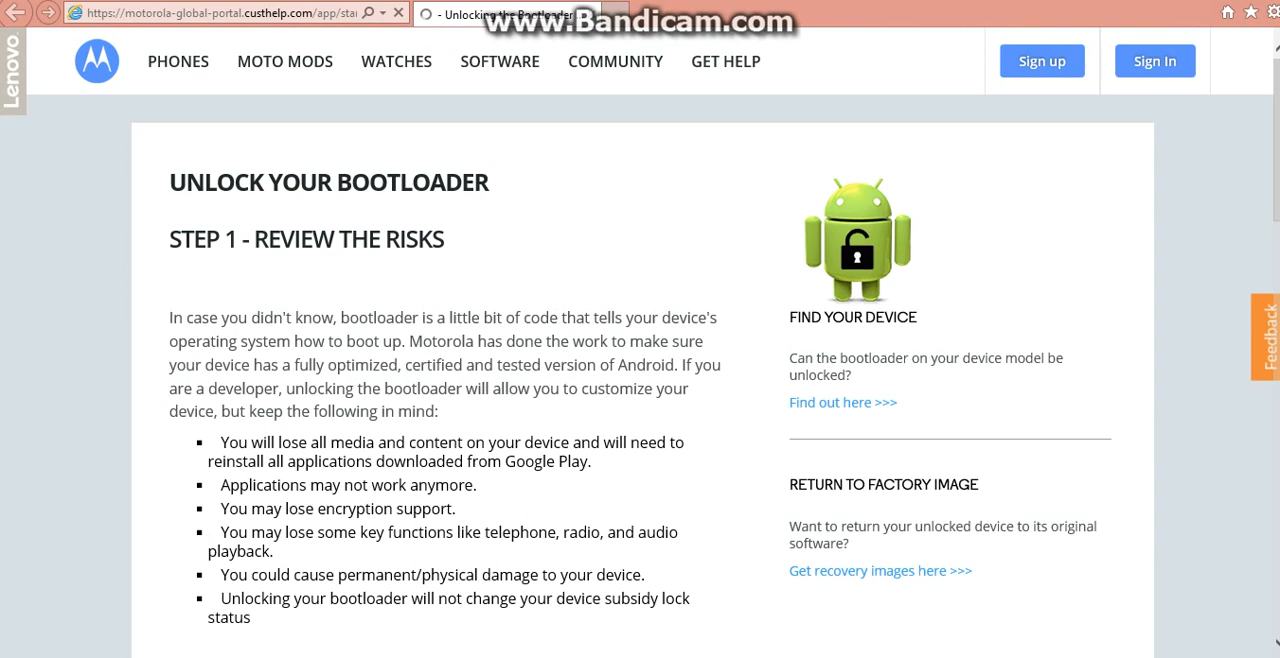 https://motorola-global-portal.custhelp.com/app/sta
- Unlocking the Bootloader
www.Bandicam.com
Lenovo
PHONES MOTO MODS WATCHES SOFTWARE COMMUNITY GET HELP Sign up Sign In
UNLOCK YOUR BOOTLOADER
STEP 1 - REVIEW THE RISKS
In case you didn't know, bootloader is a little bit of code that tells your device's
operating system how to boot up. Motorola has done the work to make sure
your device has a fully optimized, certified and tested version of Android. If you
are a developer, unlocking the bootloader will allow you to customize your
device, but keep the following in mind:
You will lose all media and content on your device and will need to
reinstall all applications downloaded from Google Play.
Applications may not work anymore.
You may lose encryption support.
You may lose some key functions like telephone, radio, and audio
playback.
You could cause permanent/physical damage to your device.
Unlocking your bootloader will not change your device subsidy lock
status
FIND YOUR DEVICE
Can the bootloader on your device model be
unlocked?
Find out here >>>
RETURN TO FACTORY IMAGE
Want to return your unlocked device to its original
software?
Get recovery images here >>>
Feedback